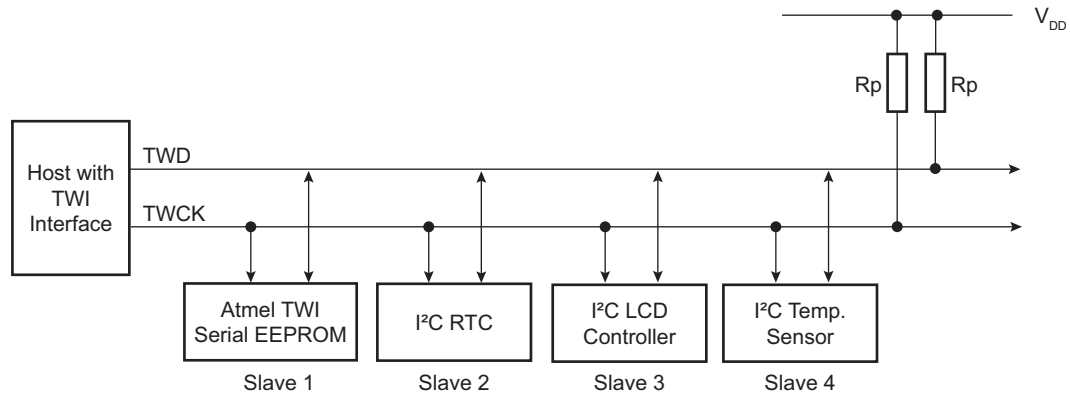 V_DD
Rp Rp
Host with
TWI
Interface
TWD
TWCK
Atmel TWI
Serial EEPROM
I²C RTC
I²C LCD
Controller
I²C Temp.
Sensor
Slave 1
Slave 2
Slave 3
Slave 4